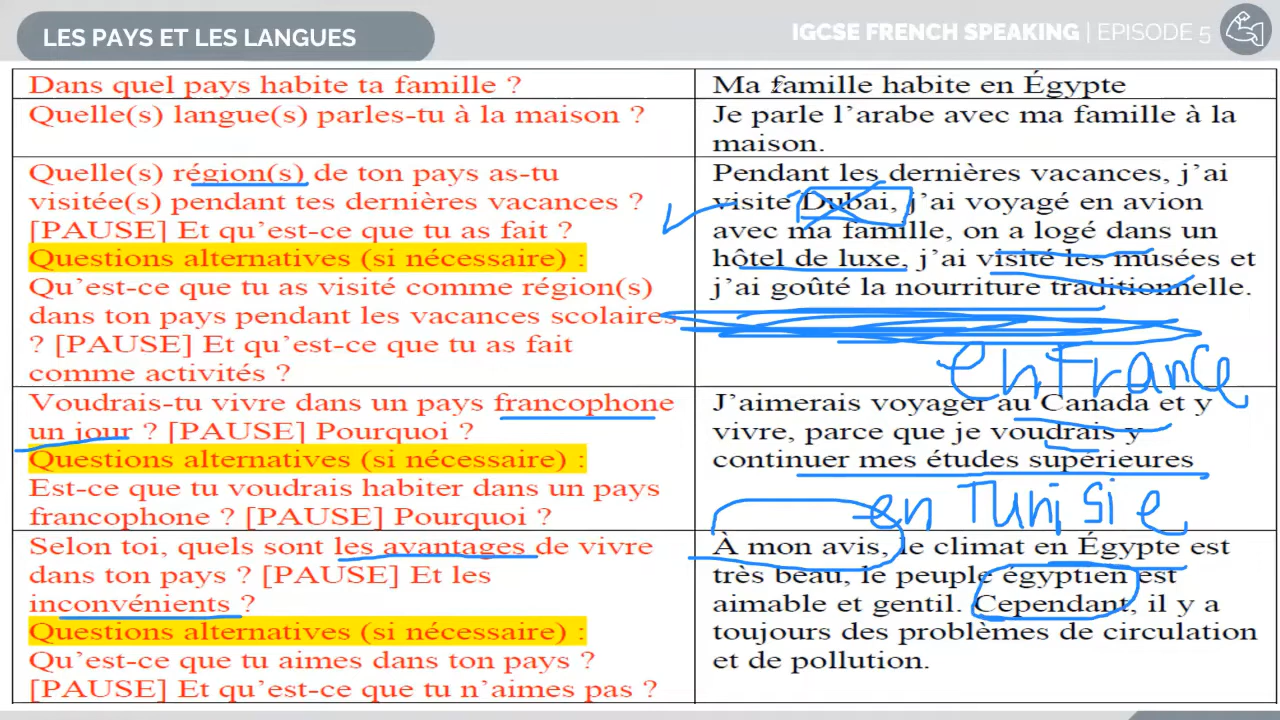 LES PAYS ET LES LANGUES
IGCSE FRENCH SPEAKING | EPISODE 5
Dans quel pays habite ta famille ?
Ma famille habite en Égypte
Quelle(s) langue(s) parles-tu à la maison ?
Je parle l'arabe avec ma famille à la
maison.
Quelle(s) région(s) de ton pays as-tu
visitée(s) pendant tes dernières vacances ?
[PAUSE] Et qu'est-ce que tu as fait ?
Questions alternatives (si nécessaire) :
Qu'est-ce que tu as visité comme région(s)
dans ton pays pendant les vacances scolaires
? [PAUSE] Et qu'est-ce que tu as fait
comme activités ?
Pendant les dernières vacances, j'ai
visite Dubai, j'ai voyagé en avion
avec ma famille, on a logé dans un
hôtel de luxe, j'ai visité les musées et
j'ai goûté la nourriture traditionnelle.
en France
Voudrais-tu vivre dans un pays francophone
un jour ? [PAUSE] Pourquoi ?
Questions alternatives (si nécessaire) :
Est-ce que tu voudrais habiter dans un pays
francophone ? [PAUSE] Pourquoi ?
J'aimerais voyager au Canada et y
vivre, parce que je voudrais y
continuer mes études supérieures
en Tunisie
Selon toi, quels sont les avantages de vivre
dans ton pays ? [PAUSE] Et les
inconvénients ?
Questions alternatives (si nécessaire) :
Qu'est-ce que tu aimes dans ton pays ?
[PAUSE] Et qu'est-ce que tu n'aimes pas ?
À mon avis, le climat en Égypte est
très beau, le peuple égyptien est
aimable et gentil. Cependant, il y a
toujours des problèmes de circulation
et de pollution.